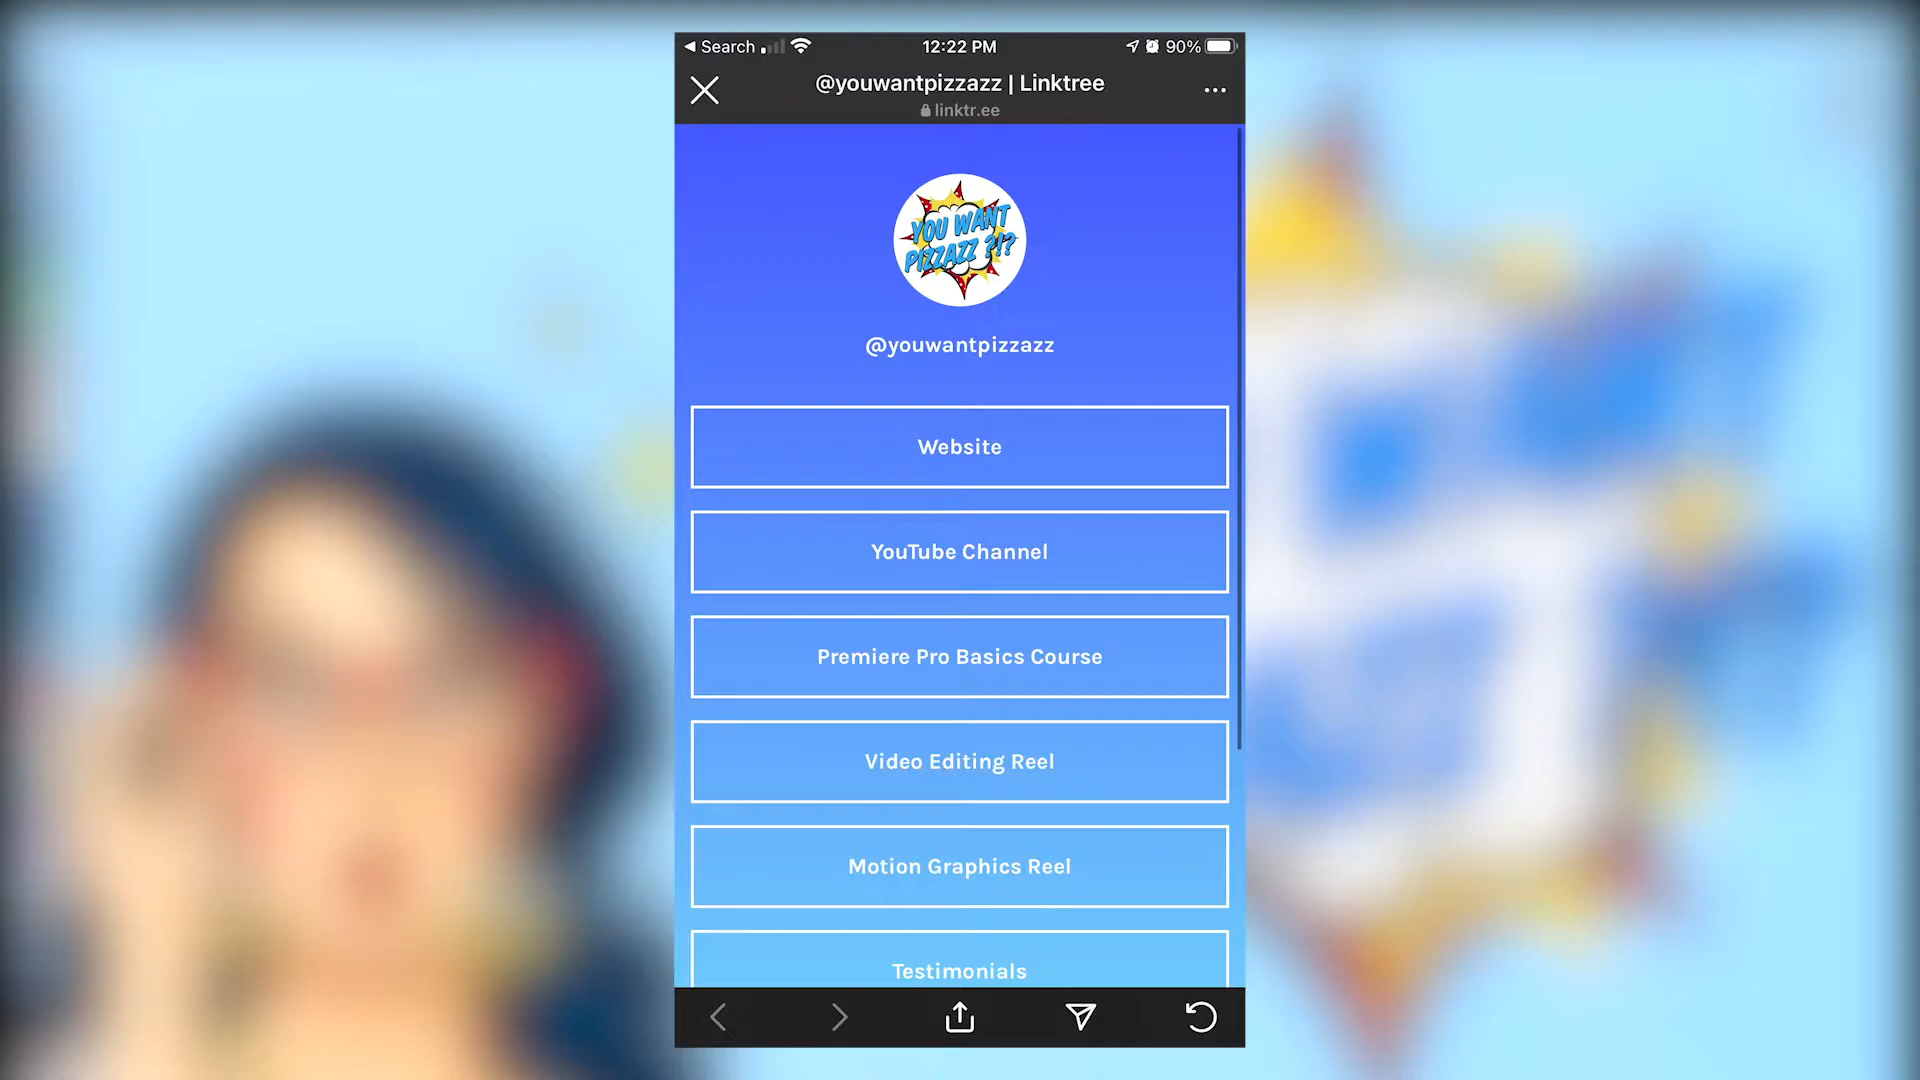 Search 12:22 PM 90%
@youwantpizzazz | Linktree
linktr.ee
YOU WANT
PIZZAZZ ?!?
@youwantpizzazz
Website
YouTube Channel
Premiere Pro Basics Course
Video Editing Reel
Motion Graphics Reel
Testimonials